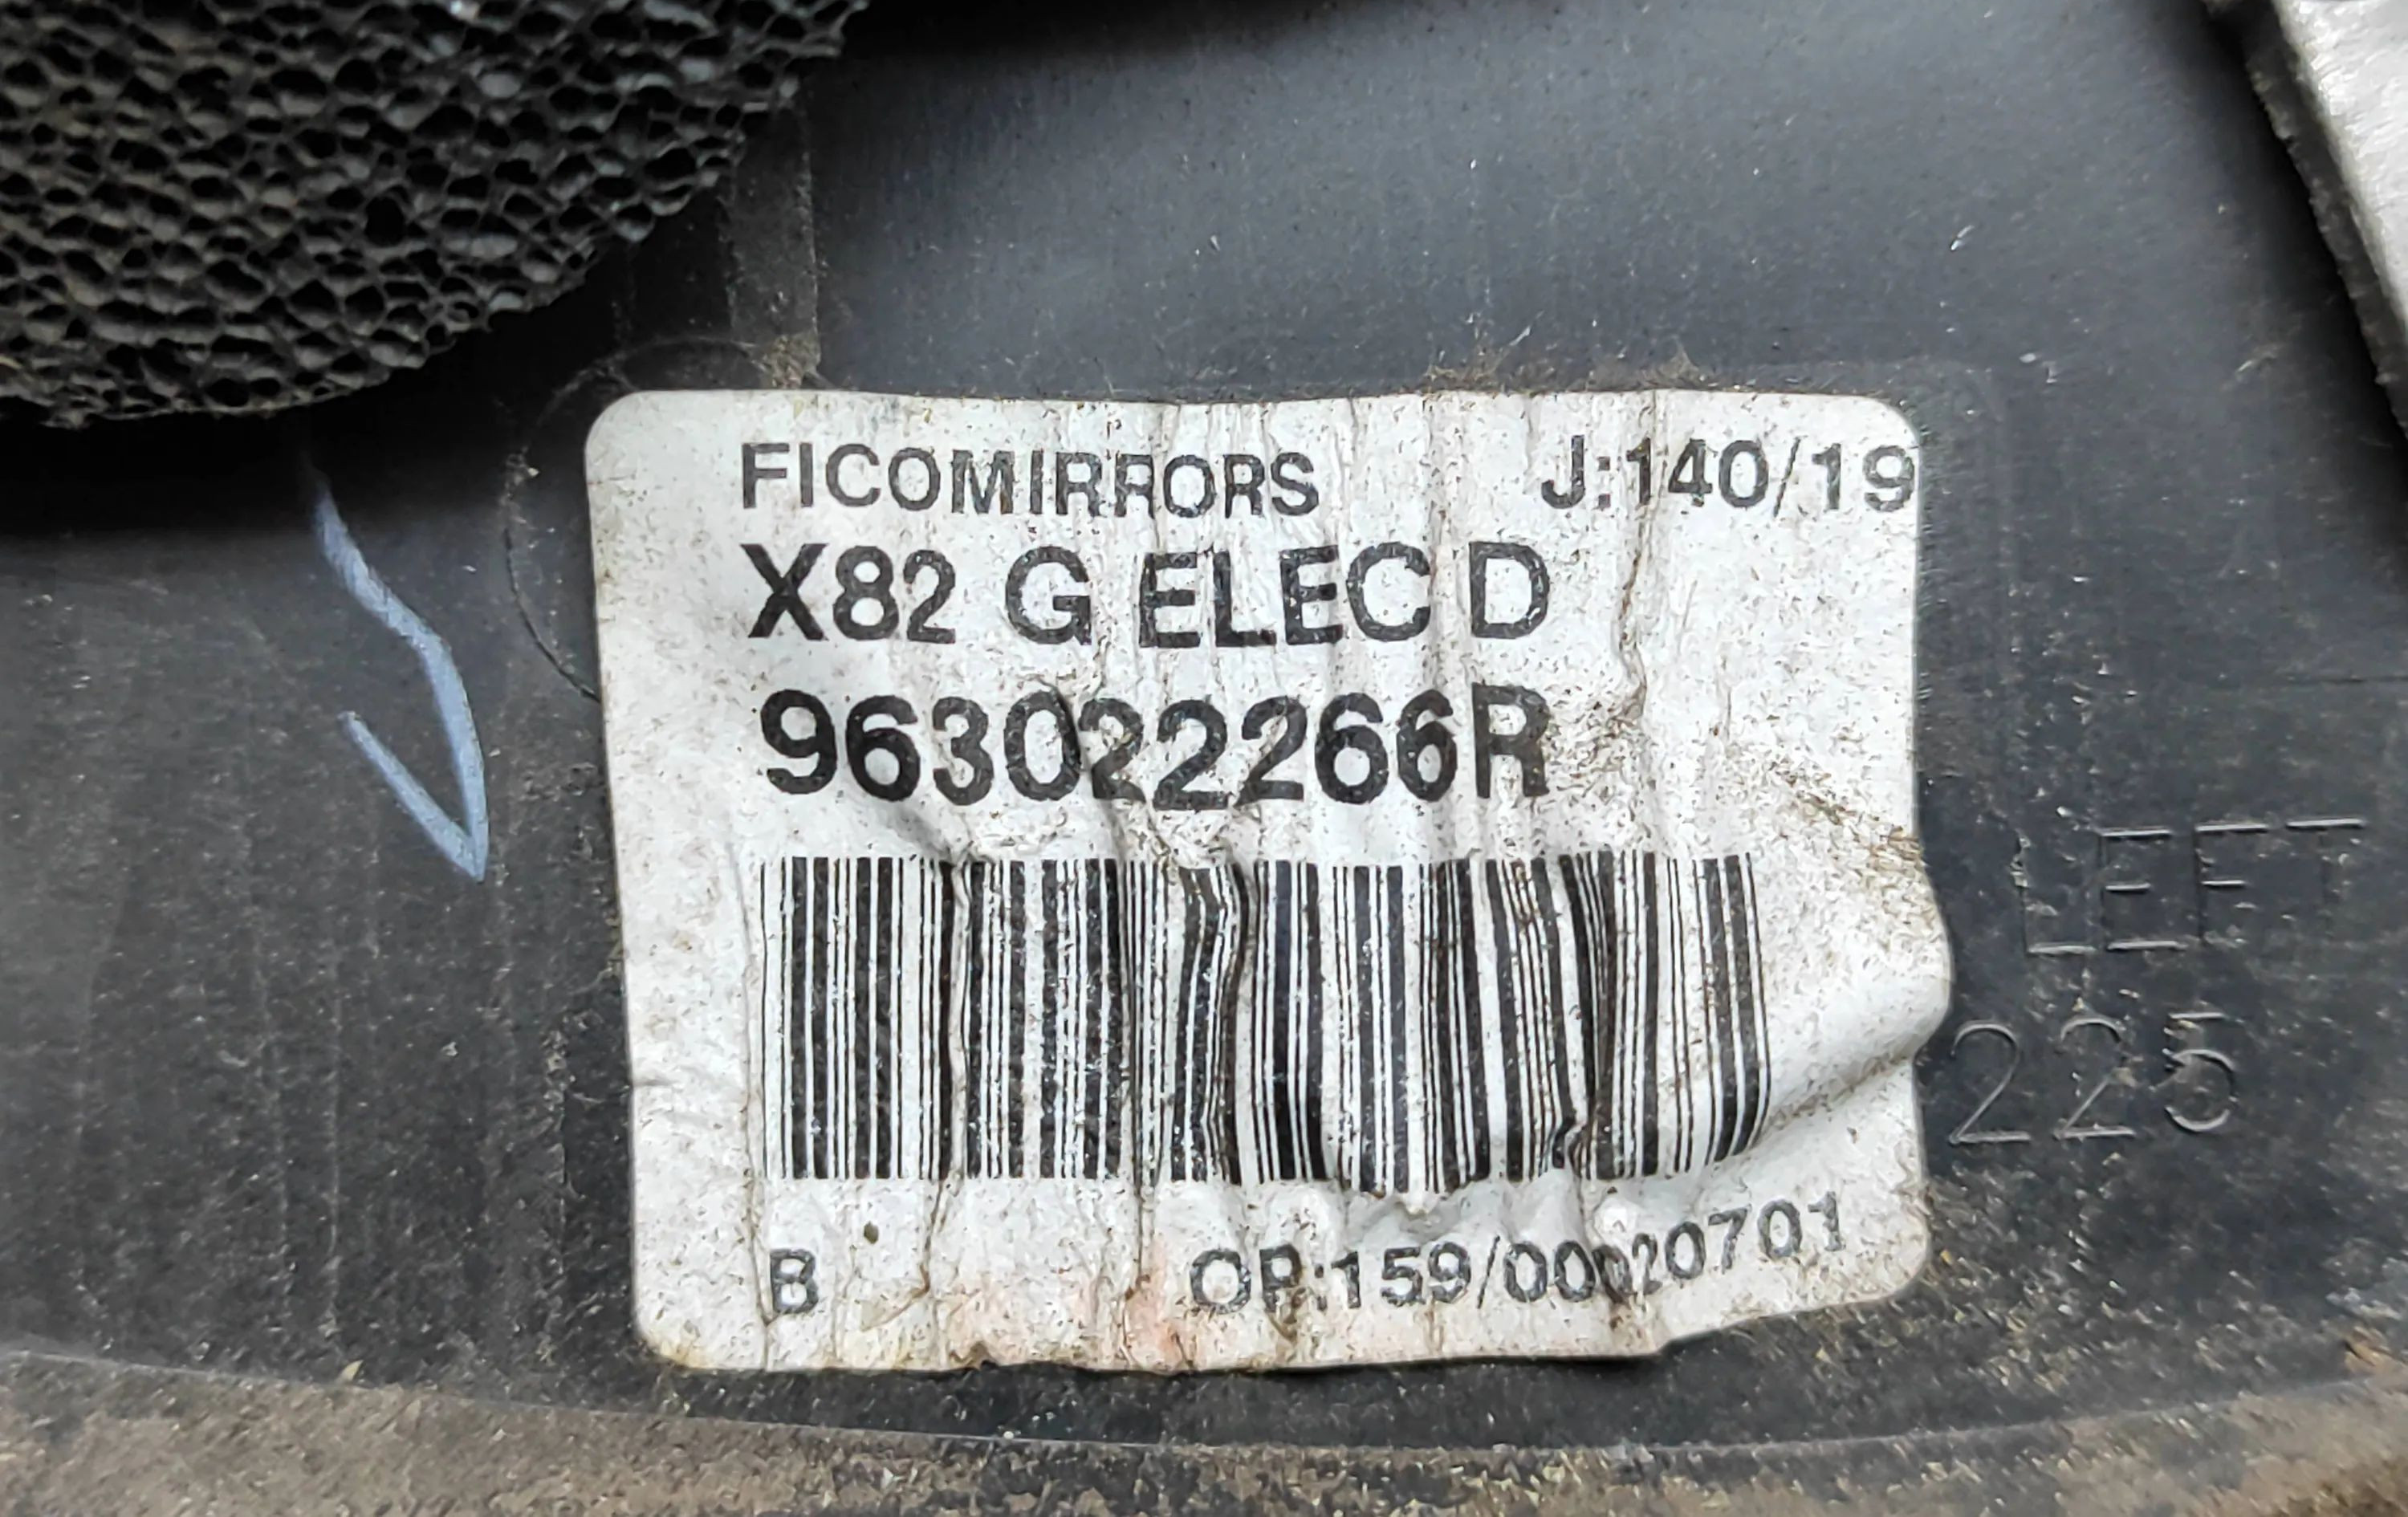 FICOMIRRORS J:140/19
X82 G ELEC D
963022266R
LEFT
225
B OP:159/00020701